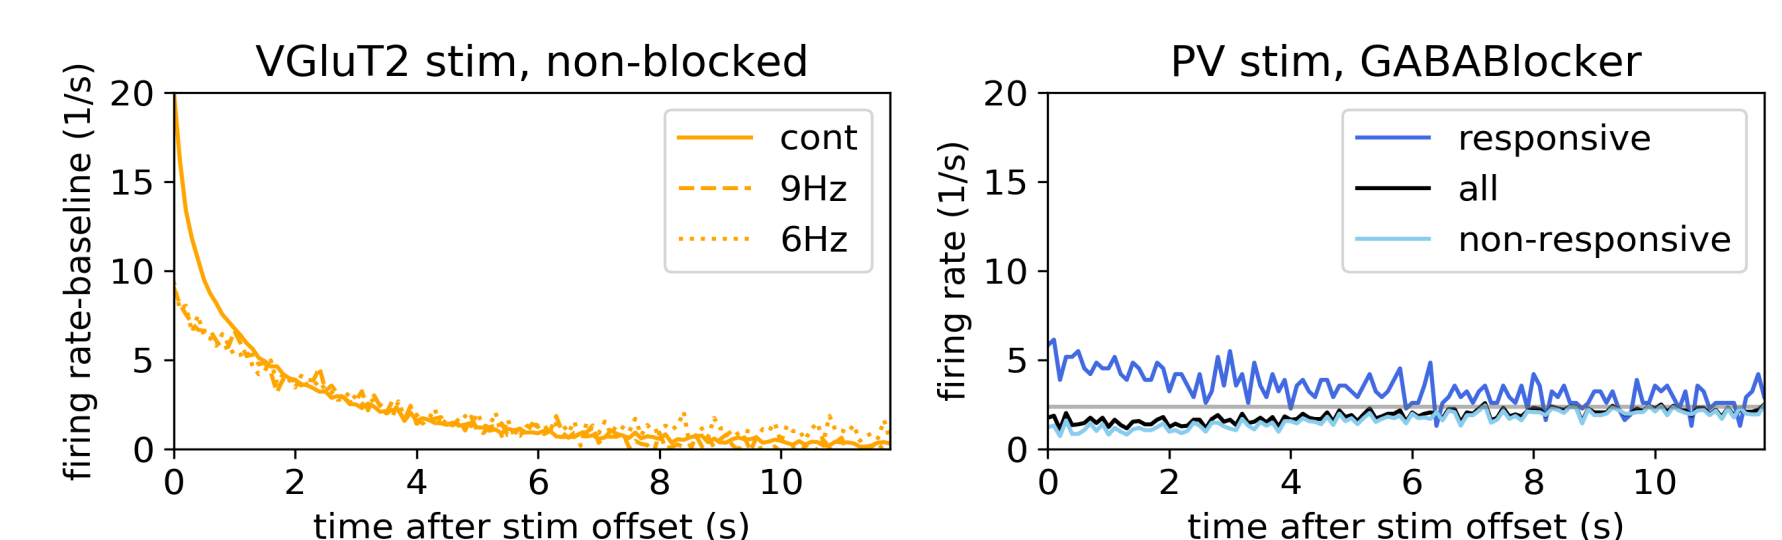 VGluT2 stim, non-blocked
firing rate-baseline (1/s)
20
15
10
5
0
cont
9Hz
6Hz
0 2 4 6 8 10
time after stim offset (s)
PV stim, GABABlocker
firing rate (1/s)
20
15
10
5
0
responsive
all
non-responsive
0 2 4 6 8 10
time after stim offset (s)